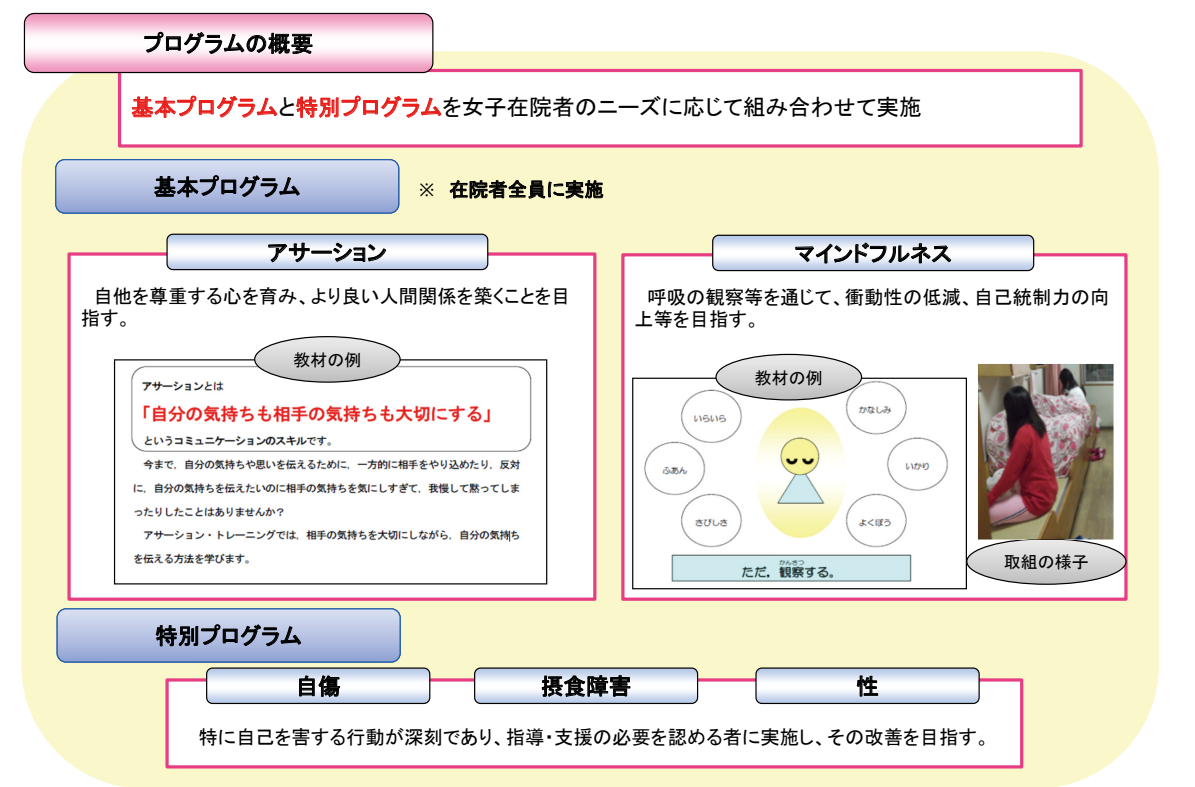 プログラムの概要
基本プログラムと特別プログラムを女子在院者のニーズに応じて組み合わせて実施
基本プログラム
※ 在院者全員に実施
アサーション
自他を尊重する心を育み、より良い人間関係を築くことを目
指す。
教材の例
アサーションとは
「自分の気持ちも相手の気持ちも大切にする」
というコミュニケーションのスキルです。
今まで，自分の気持ちや思いを伝えるために，一方的に相手をやり込めたり，反対
に，自分の気持ちを伝えたいのに相手の気持ちを気にしすぎて，我慢して黙ってしま
ったりしたことはありませんか？
アサーション・トレーニングでは，相手の気持ちを大切にしながら，自分の気持ち
を伝える方法を学びます。
マインドフルネス
呼吸の観察等を通じて、衝動性の低減、自己統制力の向
上等を目指す。
教材の例
いらいら
かなしみ
ふあん
いかり
さびしさ
よくぼう
かんさつ
ただ，観察する。
取組の様子
特別プログラム
自傷
摂食障害
性
特に自己を害する行動が深刻であり、指導・支援の必要を認める者に実施し、その改善を目指す。